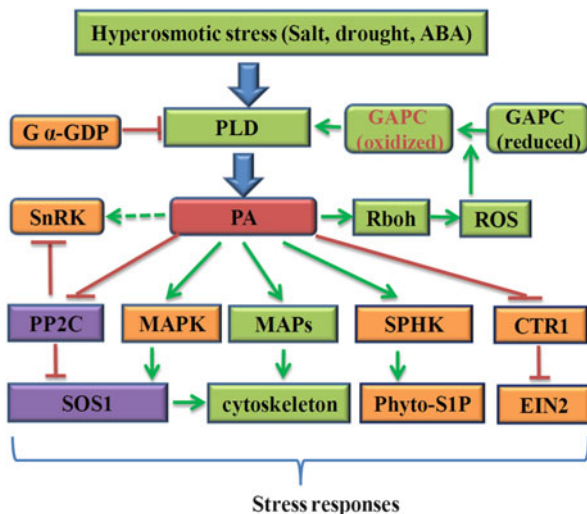 Hyperosmotic stress (Salt, drought, ABA)
G α-GDP
PLD
GAPC
(oxidized)
GAPC
(reduced)
SnRK
PA
Rboh
ROS
PP2C
MAPK
MAPs
SPHK
CTR1
SOS1
cytoskeleton
Phyto-S1P
EIN2
Stress responses